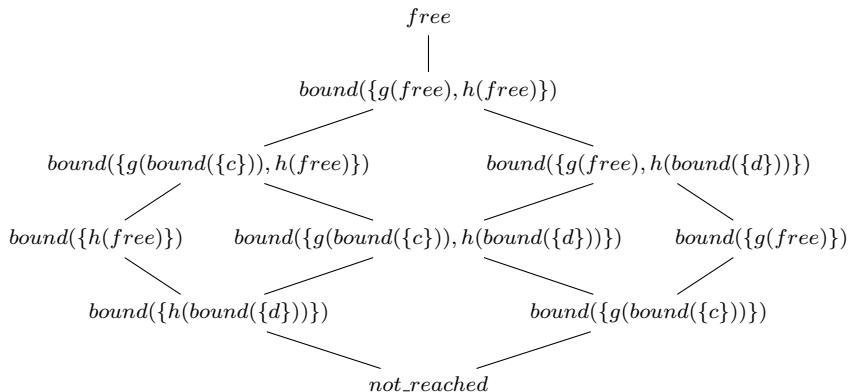 free
bound({g(free), h(free)})
bound({g(bound({c})), h(free)}) bound({g(free), h(bound({d}))})
bound({h(free)}) bound({g(bound({c})), h(bound({d}))}) bound({g(free)})
bound({h(bound({d}))}) bound({g(bound({c}))})
not_reached